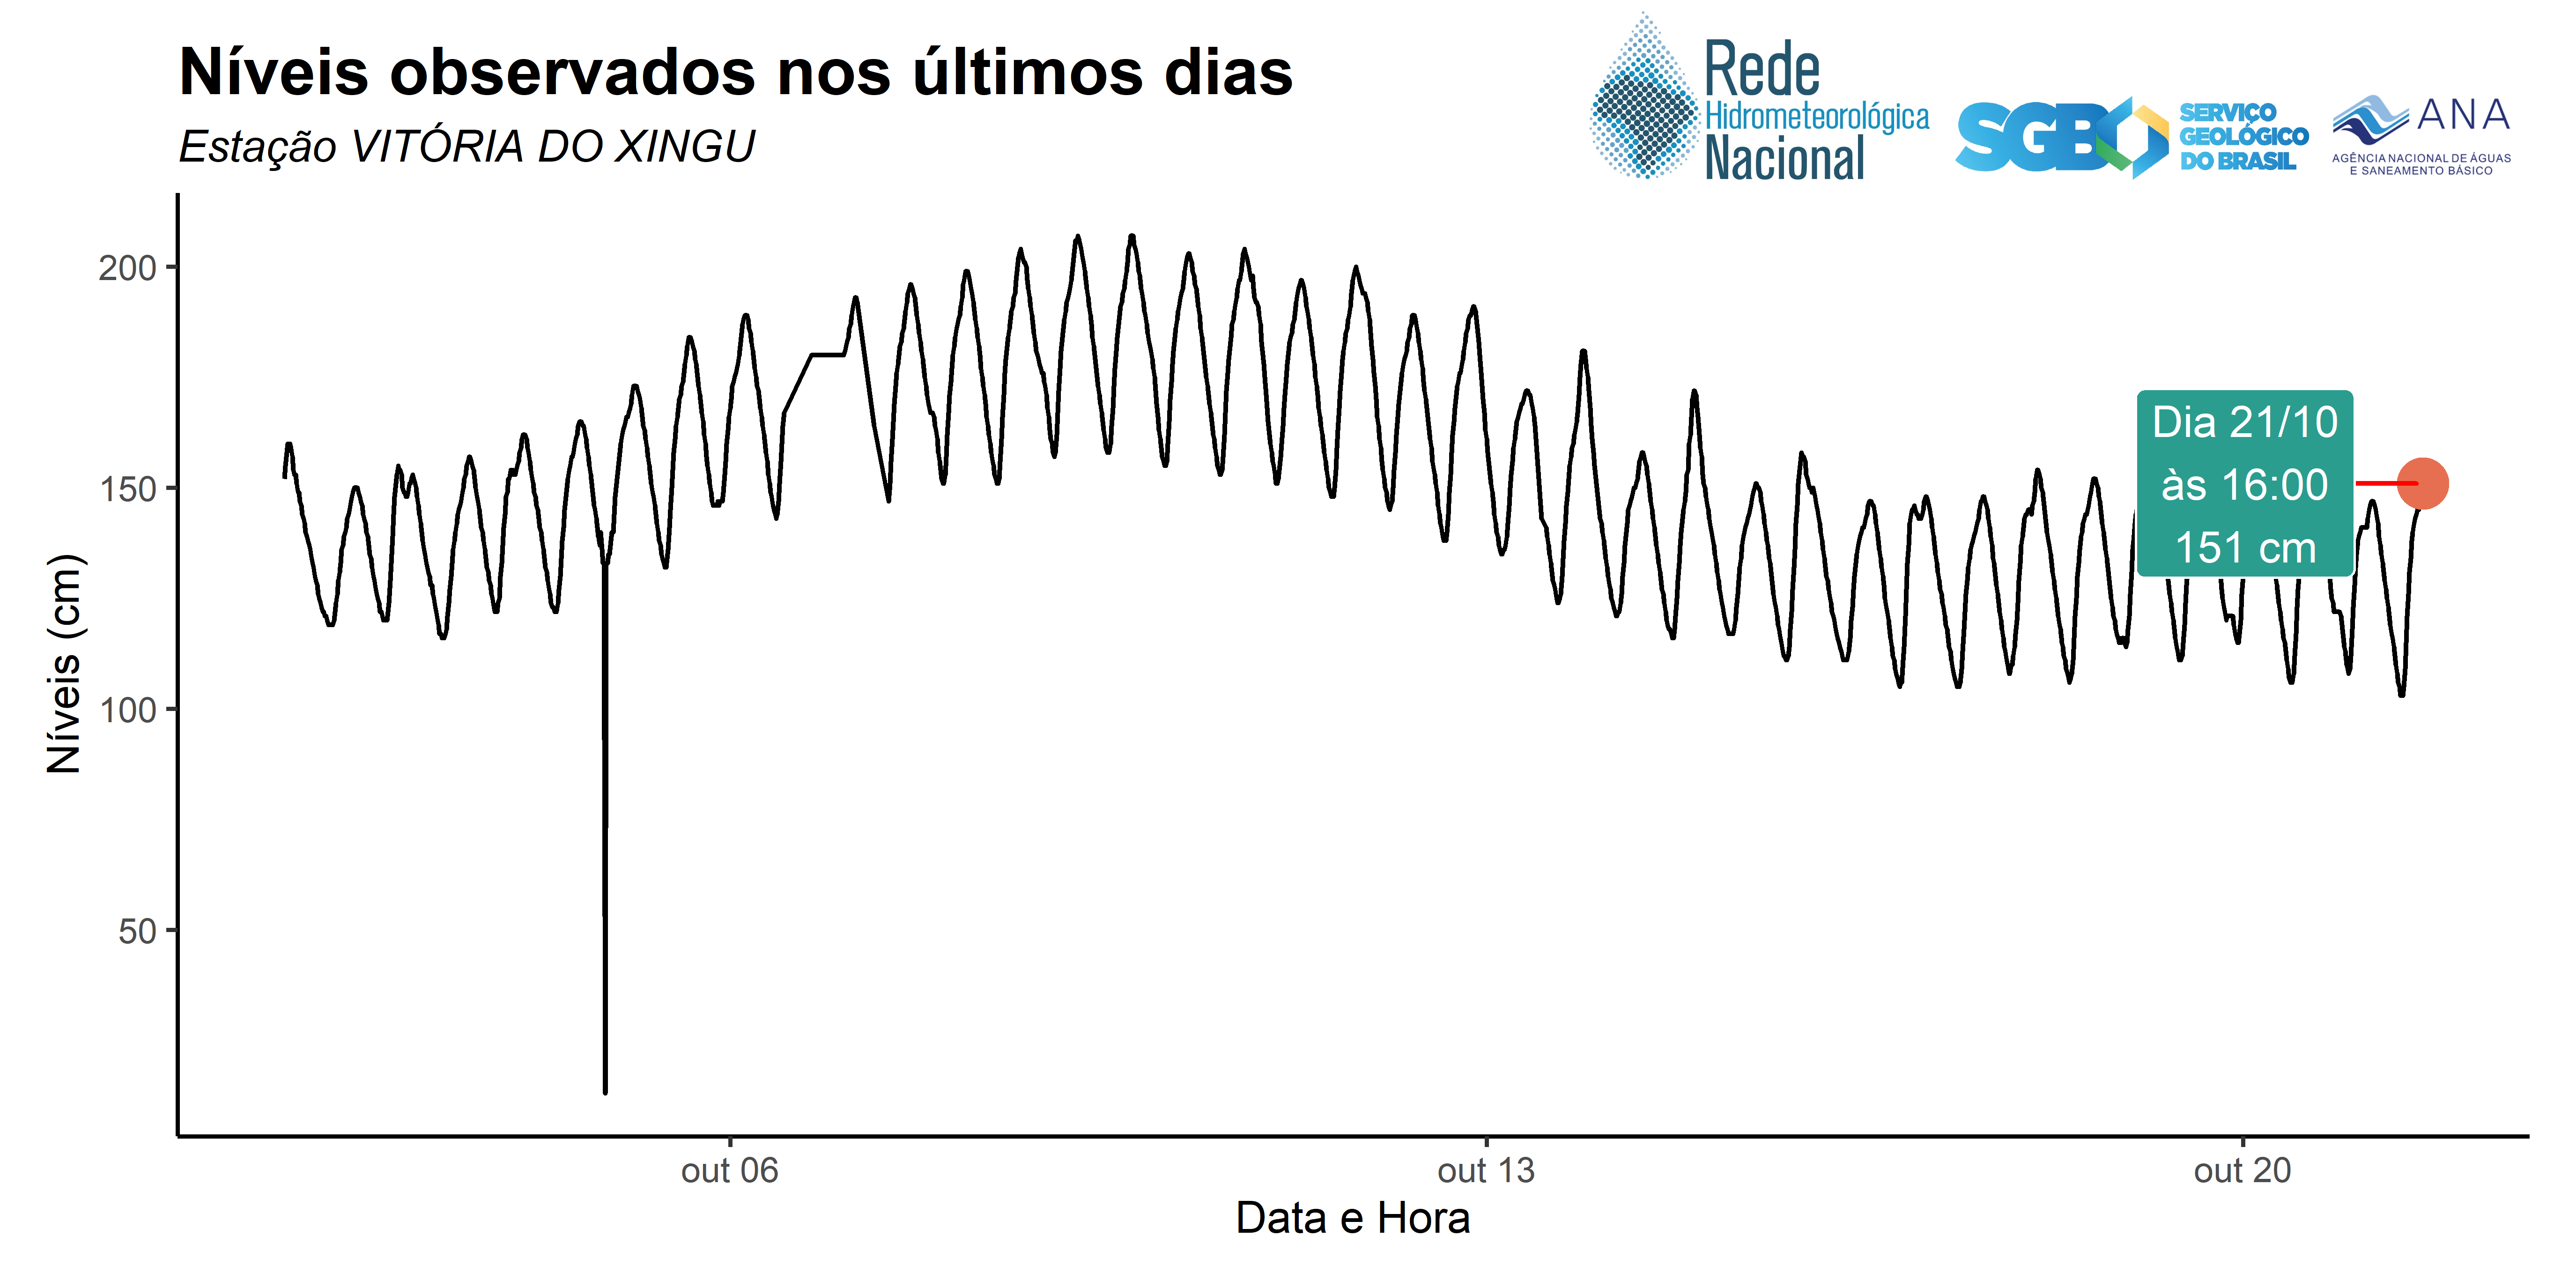 Níveis observados nos últimos dias
Estação VITÓRIA DO XINGU
Rede
Hidrometeorológica
Nacional
SGB
SERVIÇO
GEOLÓGICO
DO BRASIL
ANA
AGÊNCIA NACIONAL DE ÁGUAS
E SANEAMENTO BÁSICO
200
150
100
50
Níveis (cm)
Dia 21/10
às 16:00
151 cm
out 06
out 13
out 20
Data e Hora